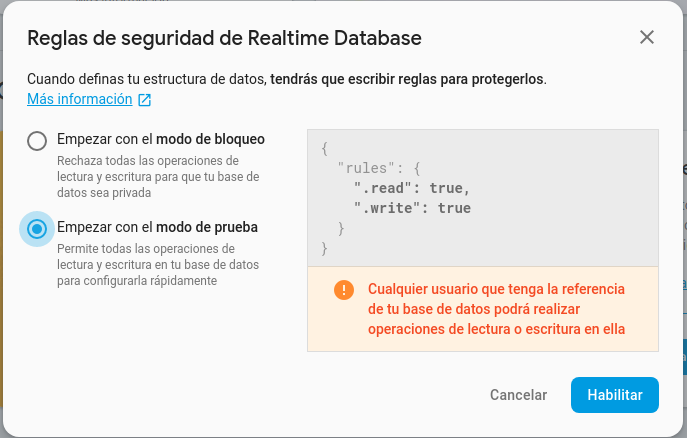 Reglas de seguridad de Realtime Database
Cuando definas tu estructura de datos, tendrás que escribir reglas para protegerlos.
Más información
Empezar con el modo de bloqueo
Rechaza todas las operaciones de
lectura y escritura para que tu base de
datos sea privada
Empezar con el modo de prueba
Permite todas las operaciones de
lectura y escritura en tu base de datos
para configurarla rápidamente
{
"rules": {
".read": true,
".write": true
}
}
Cualquier usuario que tenga la referencia
de tu base de datos podrá realizar
operaciones de lectura o escritura en ella
Cancelar
Habilitar